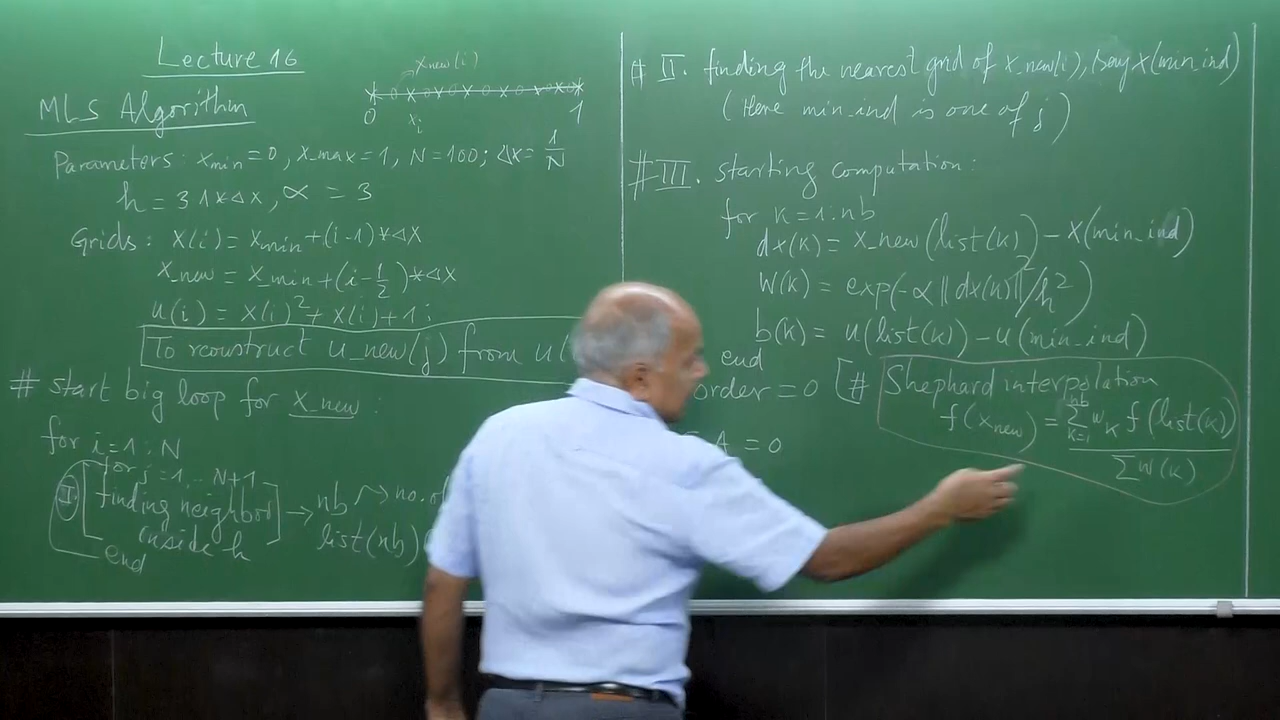 Lecture 16
x_new(i)
0 x_i 1
MLS Algorithm
Parameters: x_min = 0, x_max = 1, N = 100; Δx = 1/N
h = 3.1 * Δx, α = 3
Grids: x(i) = x_min + (i-1) * Δx
x_new = x_min + (i - 1/2) * Δx
u(i) = x(i)^2 + x(i) + 1;
To reconstruct u_new(j) from u(
# start big loop for x_new :
for i = 1 : N
for j = 1, .. N+1
I. finding neighbor → nb → no. of
inside h list(nb)
end
# II. finding the nearest grid of x_new(i), say x(min_ind)
(Here min_ind is one of j)
# III. starting computation:
for k = 1:nb
dx(k) = x_new(list(k)) - x(min_ind)
W(k) = exp(-α ||dx(k)||^2/h^2)
b(k) = u(list(k)) - u(min_ind)
end
order = 0 [ # Shephard interpolation
f(x_new) = Σ_{k=1}^{nb} w_k f(list(k))
Σ W(k)
= 0